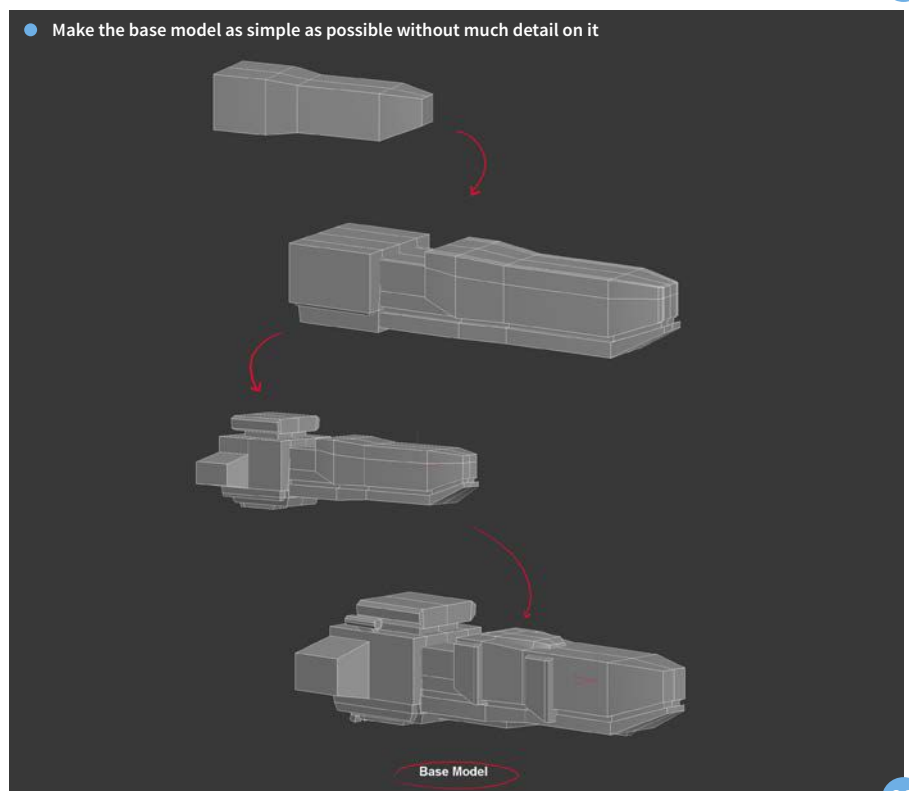 Make the base model as simple as possible without much detail on it
Base Model